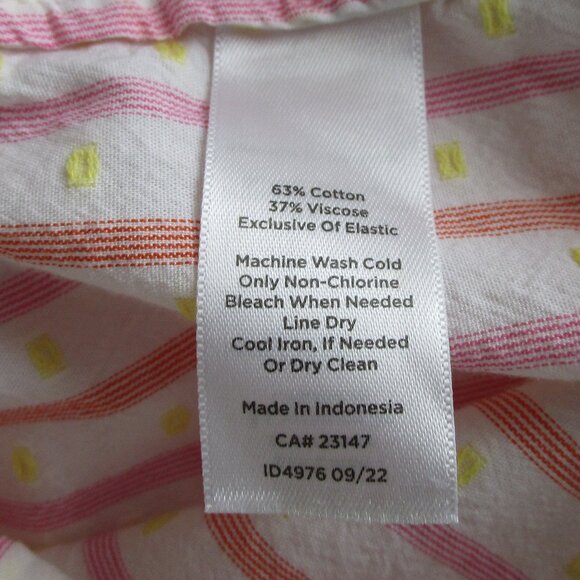 63% Cotton
37% Viscose
Exclusive Of Elastic
Machine Wash Cold
Only Non-Chlorine
Bleach When Needed
Line Dry
Cool Iron, If Needed
Or Dry Clean
Made In Indonesia
CA# 23147
ID4976 09/22